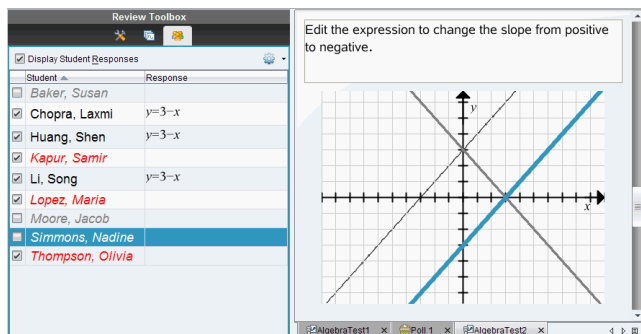 Review Toolbox
Display Student Responses
Student
Response
Baker, Susan
Chopra, Laxmi
y=3−x
Huang, Shen
y=3−x
Kapur, Samir
Li, Song
y=3−x
Lopez, Maria
Moore, Jacob
Simmons, Nadine
Thompson, Olivia
Edit the expression to change the slope from positive
to negative.
y
x
AlgebraTest1
Poll 1
AlgebraTest2